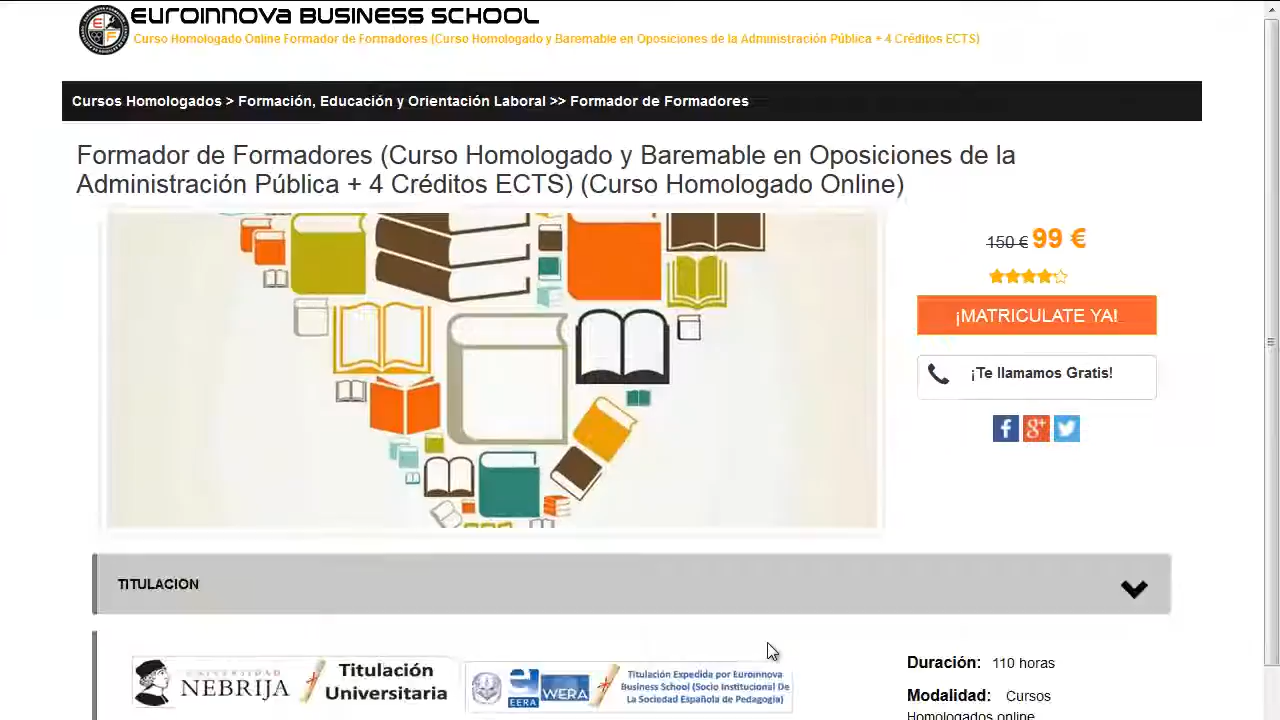 EUROINNOVA BUSINESS SCHOOL
Curso Homologado Online Formador de Formadores (Curso Homologado y Baremable en Oposiciones de la Administración Pública + 4 Créditos ECTS)
Cursos Homologados > Formación, Educación y Orientación Laboral >> Formador de Formadores
Formador de Formadores (Curso Homologado y Baremable en Oposiciones de la
Administración Pública + 4 Créditos ECTS) (Curso Homologado Online)
150 € 99 €
¡MATRICULATE YA!
¡Te llamamos Gratis!
TITULACION
UNIVERSIDAD
NEBRIJA
Titulación
Universitaria
EERA
WERA
Titulación Expedida por Euroinnova
Business School (Socio Institucional De
La Sociedad Española de Pedagogía)
Duración: 110 horas
Modalidad: Cursos
Homologados online